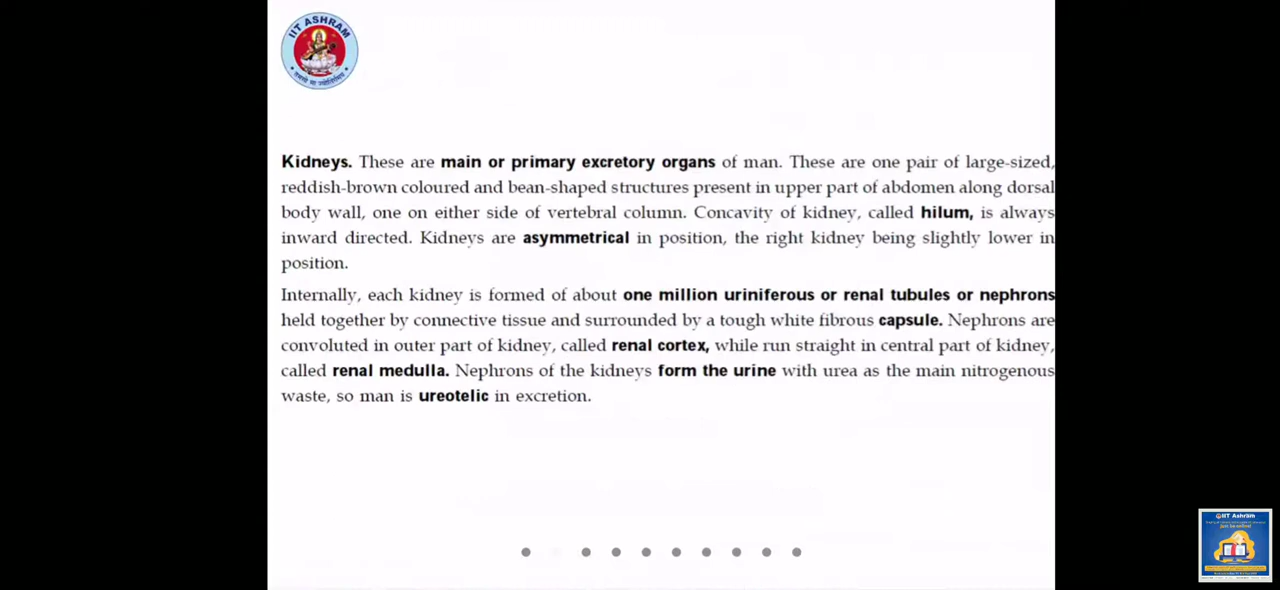 IIT ASHRAM
तमसो मा ज्योतिर्गमय
Kidneys. These are main or primary excretory organs of man. These are one pair of large-sized,
reddish-brown coloured and bean-shaped structures present in upper part of abdomen along dorsal
body wall, one on either side of vertebral column. Concavity of kidney, called hilum, is always
inward directed. Kidneys are asymmetrical in position, the right kidney being slightly lower in
position.
Internally, each kidney is formed of about one million uriniferous or renal tubules or nephrons
held together by connective tissue and surrounded by a tough white fibrous capsule. Nephrons are
convoluted in outer part of kidney, called renal cortex, while run straight in central part of kidney,
called renal medulla. Nephrons of the kidneys form the urine with urea as the main nitrogenous
waste, so man is ureotelic in excretion.
IIT Ashram